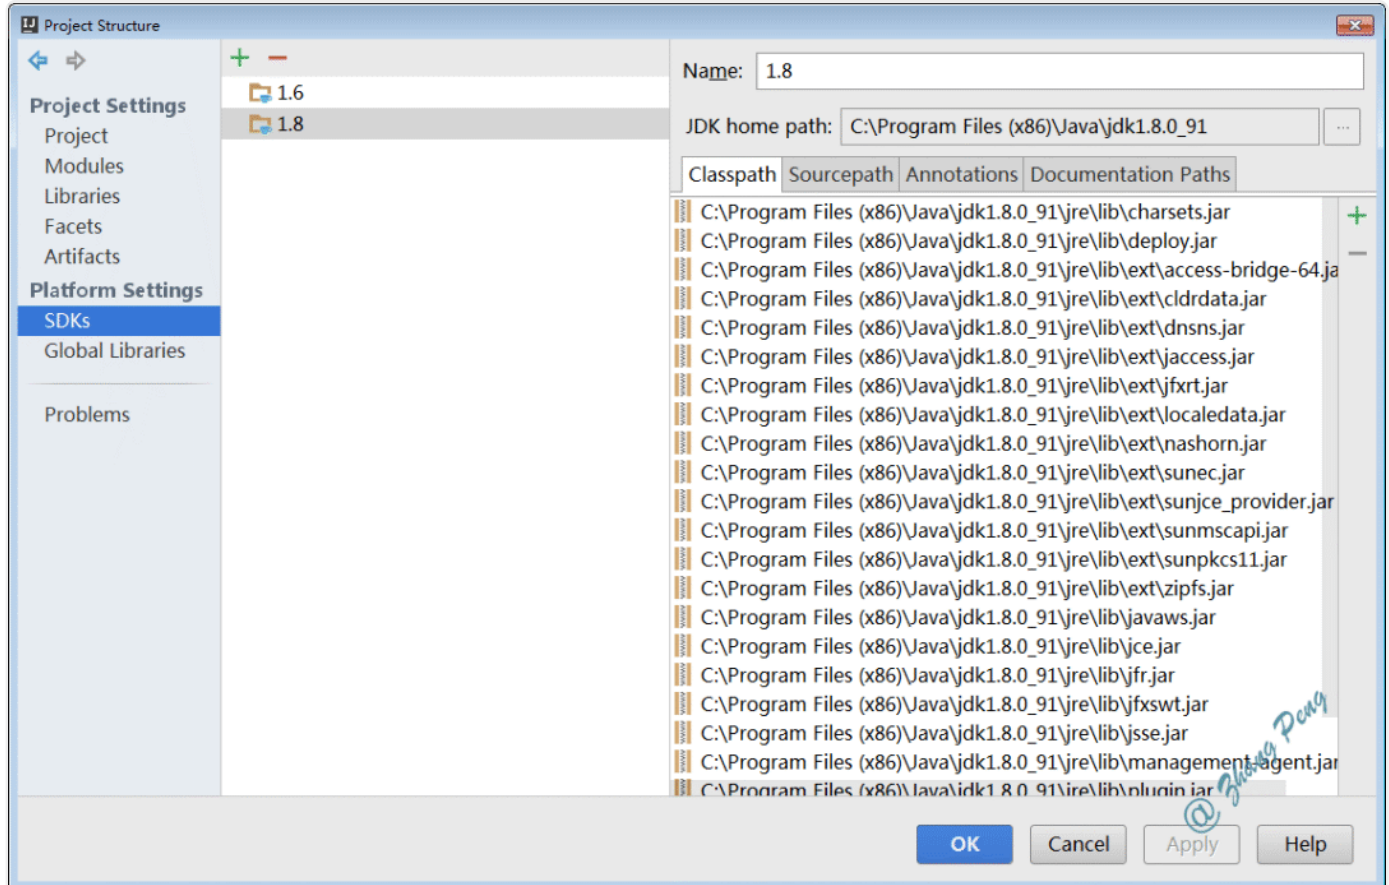 Project Structure
Project Settings
Project
Modules
Libraries
Facets
Artifacts
Platform Settings
SDKs
Global Libraries
Problems
1.6
1.8
Name: 1.8
JDK home path: C:\Program Files (x86)\Java\jdk1.8.0_91 ...
Classpath Sourcepath Annotations Documentation Paths
C:\Program Files (x86)\Java\jdk1.8.0_91\jre\lib\charsets.jar
C:\Program Files (x86)\Java\jdk1.8.0_91\jre\lib\deploy.jar
C:\Program Files (x86)\Java\jdk1.8.0_91\jre\lib\ext\access-bridge-64.ja
C:\Program Files (x86)\Java\jdk1.8.0_91\jre\lib\ext\cldrdata.jar
C:\Program Files (x86)\Java\jdk1.8.0_91\jre\lib\ext\dnsns.jar
C:\Program Files (x86)\Java\jdk1.8.0_91\jre\lib\ext\jaccess.jar
C:\Program Files (x86)\Java\jdk1.8.0_91\jre\lib\ext\jfxrt.jar
C:\Program Files (x86)\Java\jdk1.8.0_91\jre\lib\ext\localedata.jar
C:\Program Files (x86)\Java\jdk1.8.0_91\jre\lib\ext\nashorn.jar
C:\Program Files (x86)\Java\jdk1.8.0_91\jre\lib\ext\sunec.jar
C:\Program Files (x86)\Java\jdk1.8.0_91\jre\lib\ext\sunjce_provider.jar
C:\Program Files (x86)\Java\jdk1.8.0_91\jre\lib\ext\sunmscapi.jar
C:\Program Files (x86)\Java\jdk1.8.0_91\jre\lib\ext\sunpkcs11.jar
C:\Program Files (x86)\Java\jdk1.8.0_91\jre\lib\ext\zipfs.jar
C:\Program Files (x86)\Java\jdk1.8.0_91\jre\lib\javaws.jar
C:\Program Files (x86)\Java\jdk1.8.0_91\jre\lib\jce.jar
C:\Program Files (x86)\Java\jdk1.8.0_91\jre\lib\jfr.jar
C:\Program Files (x86)\Java\jdk1.8.0_91\jre\lib\jfxswt.jar
C:\Program Files (x86)\Java\jdk1.8.0_91\jre\lib\jsse.jar
C:\Program Files (x86)\Java\jdk1.8.0_91\jre\lib\management-agent.jar
C:\Program Files (x86)\Java\jdk1.8.0_91\jre\lib\plugin.jar
@ Zhang Peng
OK Cancel Apply Help